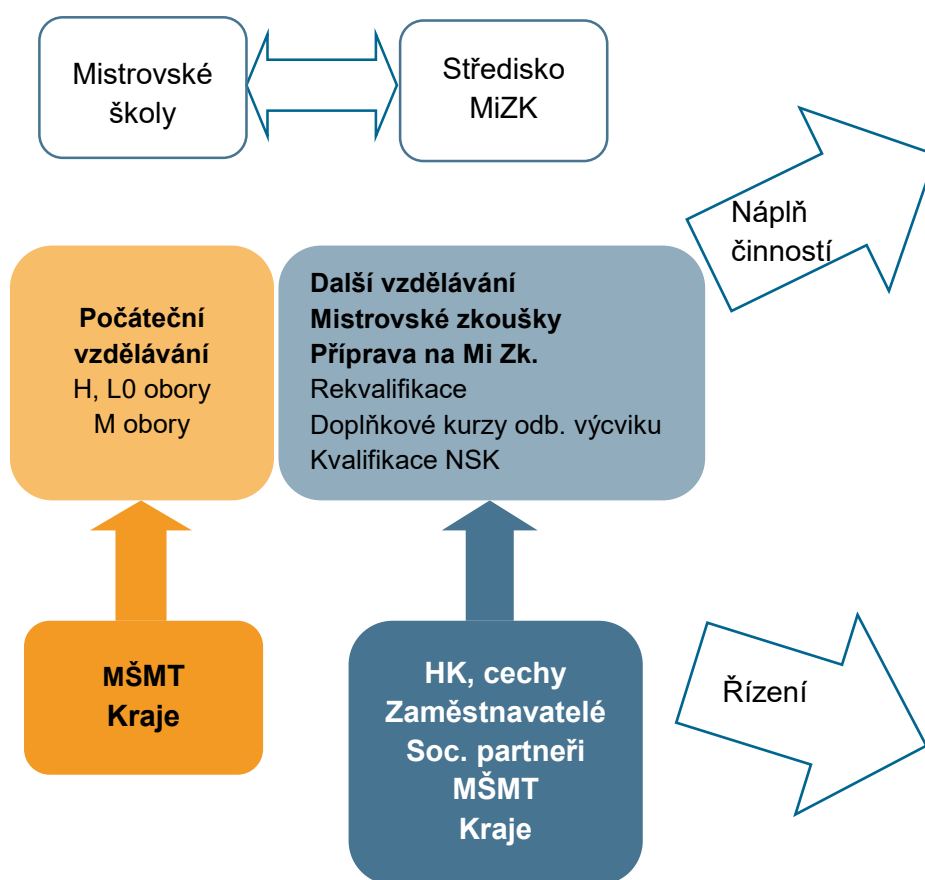 Mistrovské
školy
Středisko
MiZK
Náplň
činností
Počáteční
vzdělávání
H, L0 obory
M obory
Další vzdělávání
Mistrovské zkoušky
Příprava na Mi Zk.
Rekvalifikace
Doplňkové kurzy odb. výcviku
Kvalifikace NSK
MŠMT
Kraje
HK, cechy
Zaměstnavatelé
Soc. partneři
MŠMT
Kraje
Řízení